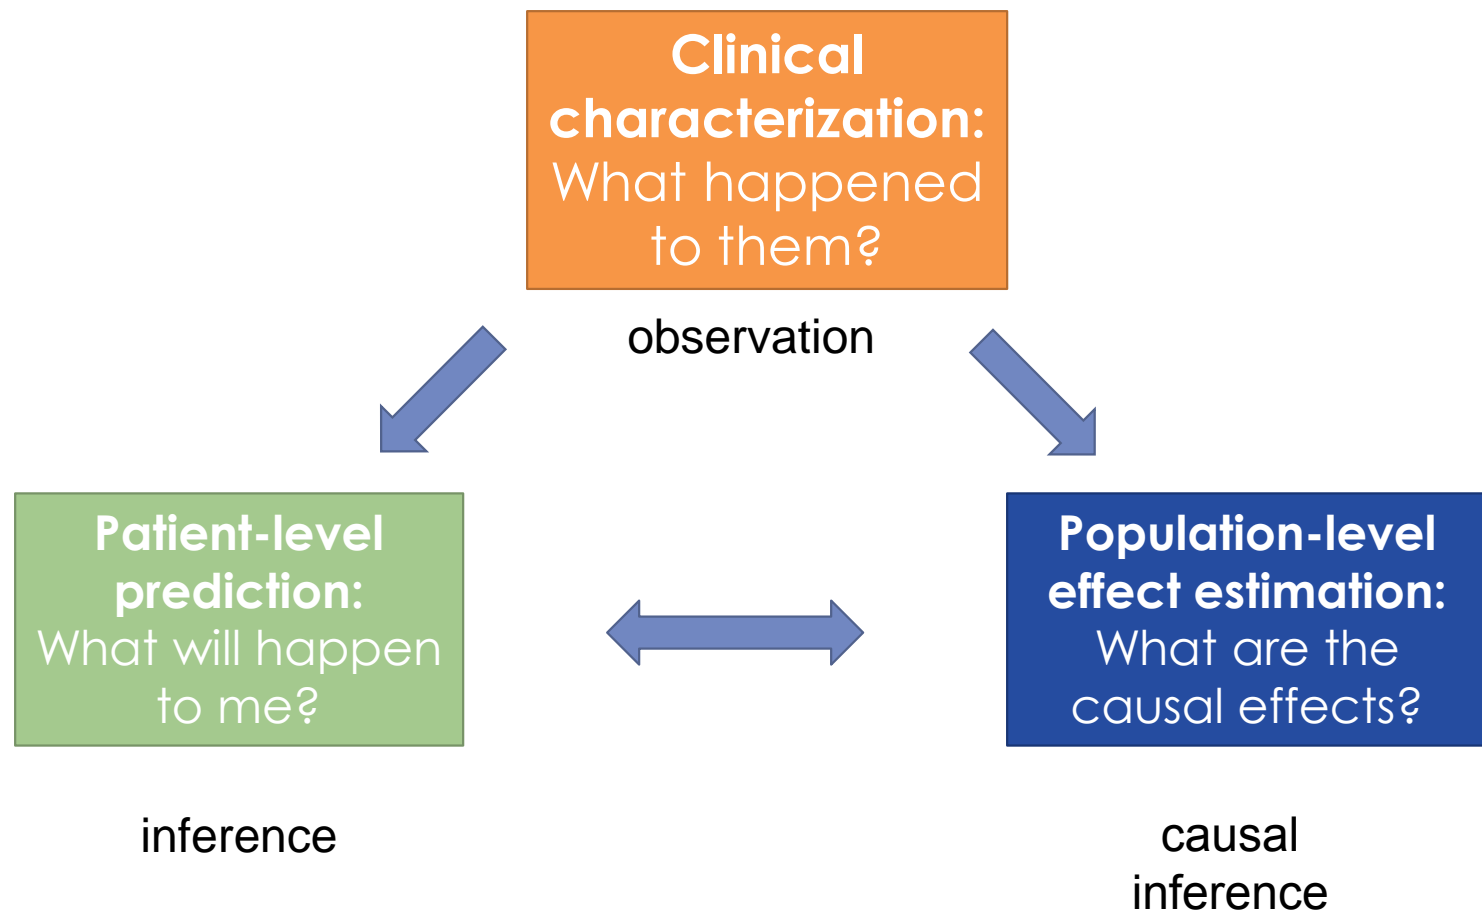 Clinical
characterization:
What happened
to them?
observation
Patient-level
prediction:
What will happen
to me?
inference
Population-level
effect estimation:
What are the
causal effects?
causal
inference